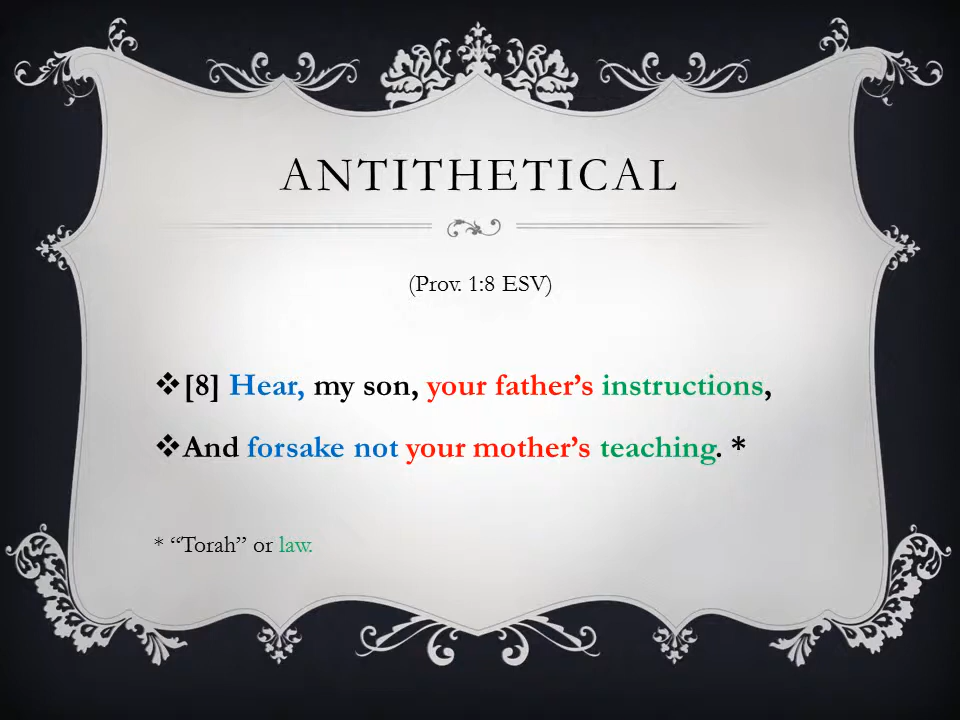 ANTITHETICAL
(Prov. 1:8 ESV)
❖[8] Hear, my son, your father’s instructions,
❖And forsake not your mother’s teaching. *
* “Torah” or law.